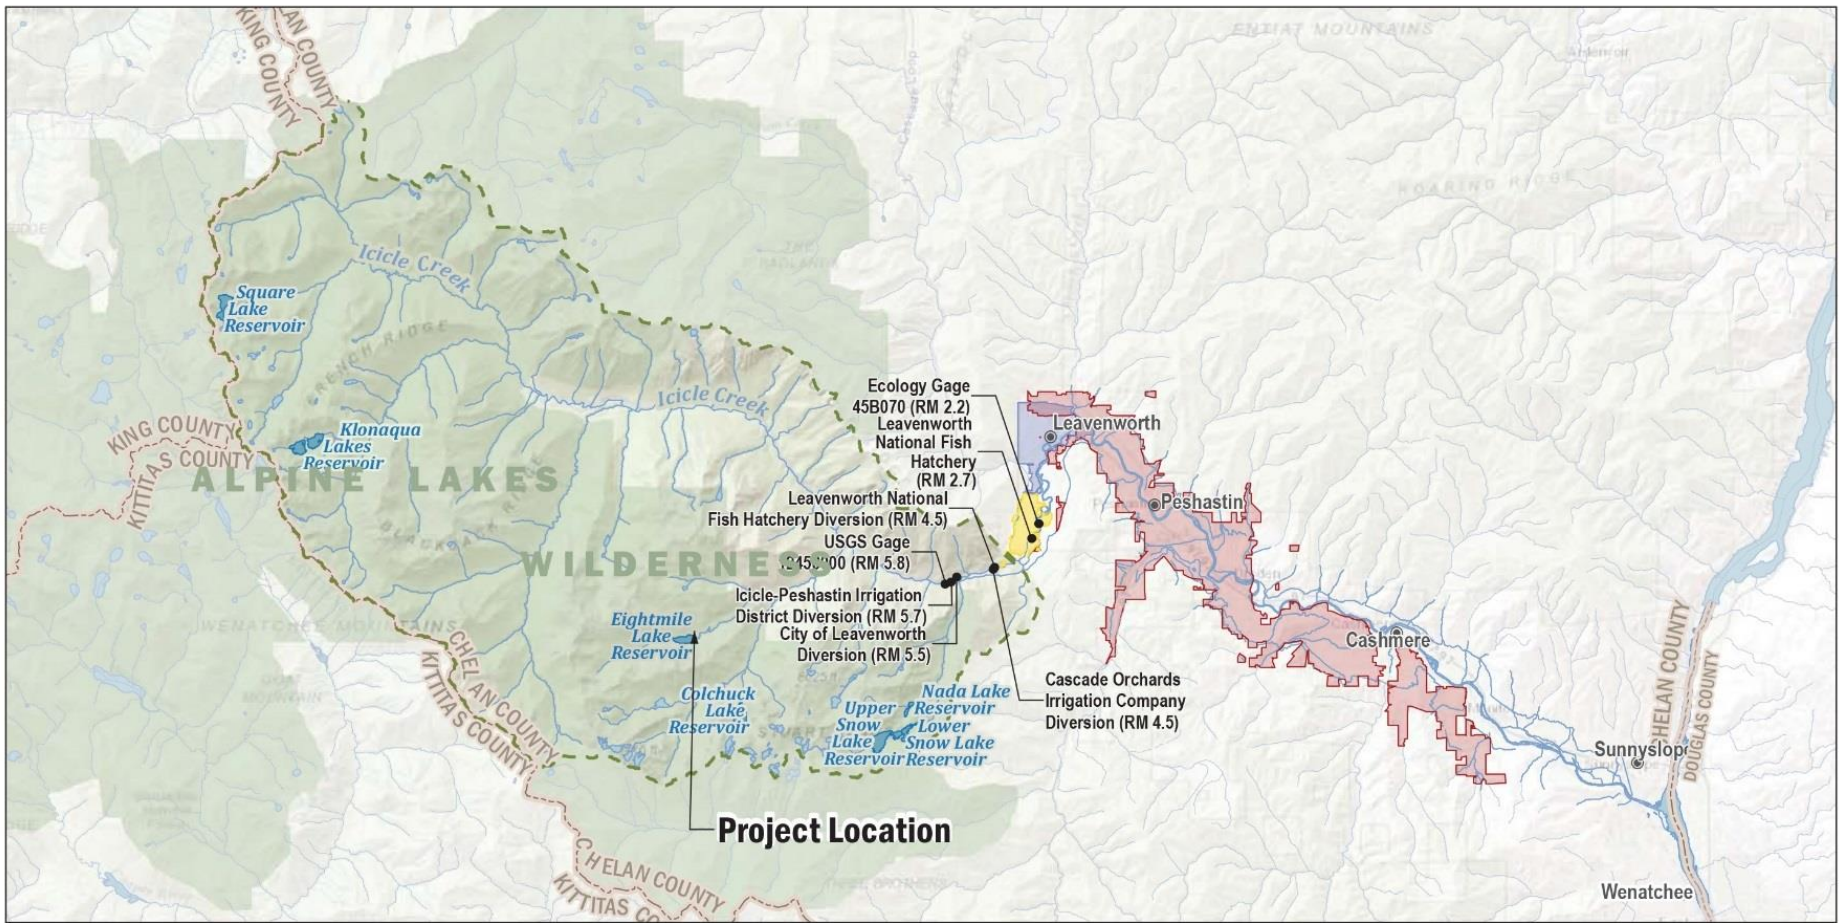 KING COUNTY
ENTIAT MOUNTAINS
ROARING RIDGE
Icicle Creek
Square
Lake
Reservoir
FRENCH RIDGE
Icicle Creek
Ecology Gage
45B070 (RM 2.2)
Leavenworth
National Fish
Hatchery
(RM 2.7)
Leavenworth
KING COUNTY
KITTITAS COUNTY
Klonaqua
Lakes
Reservoir
ALPINE LAKES
WILDERNESS
Leavenworth National
Fish Hatchery Diversion (RM 4.5)
Peshastin
USGS Gage
(RM 5.8)
Icicle-Peshastin Irrigation
District Diversion (RM 5.7)
City of Leavenworth
Diversion (RM 5.5)
Eightmile
Lake
Reservoir
WENATCHEE MOUNTAINS
CHELAN COUNTY
KITTITAS COUNTY
Cashmere
Colchuck
Lake
Reservoir
Upper
Snow
Lake
Reservoir
Nada Lake
Reservoir
Lower
Snow Lake
Reservoir
Cascade Orchards
Irrigation Company
Diversion (RM 4.5)
CHELAN COUNTY
DOUGLAS COUNTY
Sunnyslope
Project Location
CHELAN COUNTY
KITTITAS CO
Wenatchee